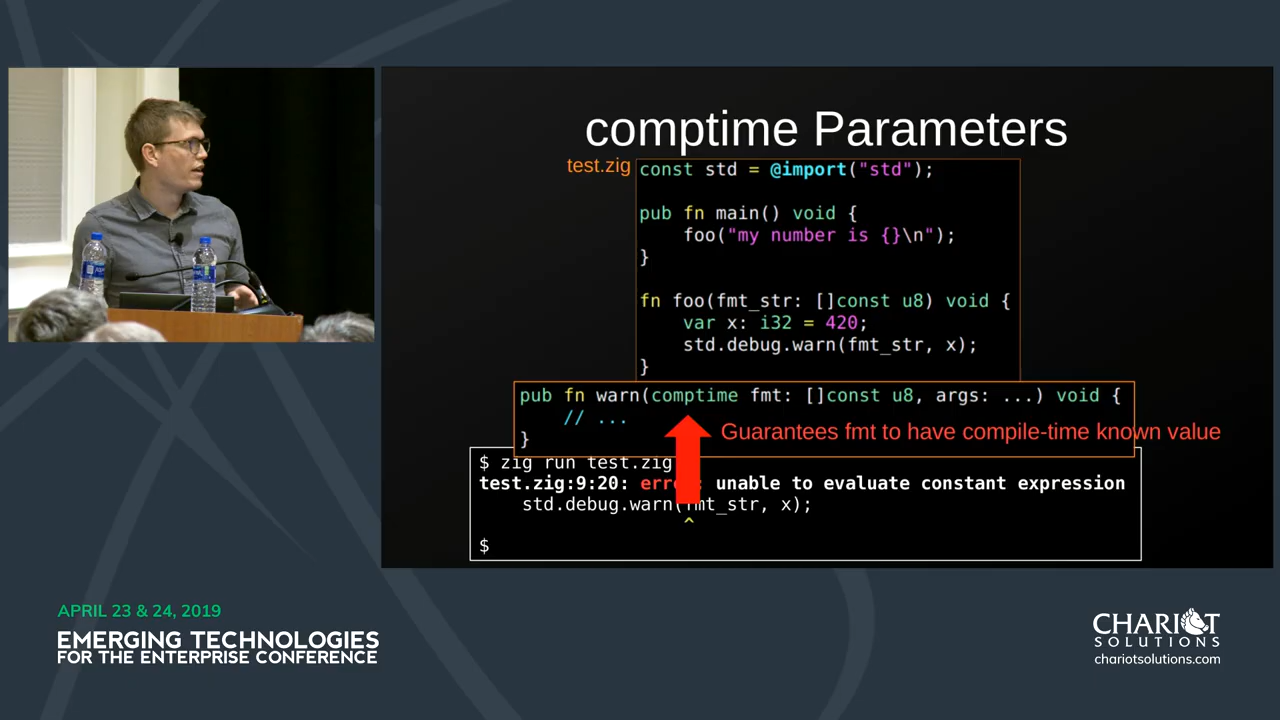 comptime Parameters
test.zig
const std = @import("std");
pub fn main() void {
foo("my number is {}\n");
}
fn foo(fmt_str: []const u8) void {
var x: i32 = 420;
std.debug.warn(fmt_str, x);
}
pub fn warn(comptime fmt: []const u8, args: ...) void {
// ...
}
Guarantees fmt to have compile-time known value
$ zig run test.zig
test.zig:9:20: unable to evaluate constant expression
std.debug.warn(fmt_str, x);
^
$
APRIL 23 & 24, 2019
EMERGING TECHNOLOGIES
FOR THE ENTERPRISE CONFERENCE
CHARIOT
SOLUTIONS
chariotsolutions.com